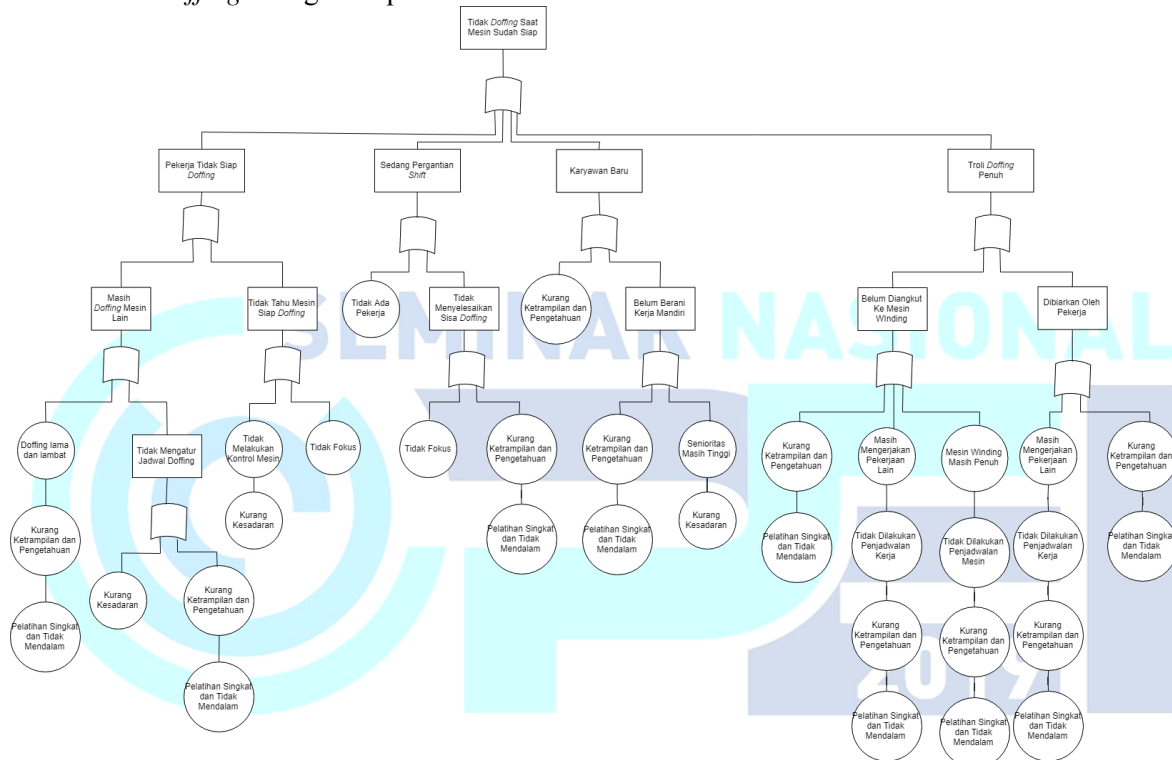 Tidak Doffing Saat
Mesin Sudah Siap
Pekerja Tidak Siap
Doffing
Sedang Pergantian
Shift
Karyawan Baru
Troli Doffing
Penuh
Masih
Doffing Mesin
Lain
Tidak Tahu Mesin
Siap Doffing
Tidak Ada
Pekerja
Tidak
Menyelesaikan
Sisa Doffing
Kurang
Ketrampilan dan
Pengetahuan
Belum Berani
Kerja Mandiri
Belum Diangkut
Ke Mesin
WInding
Dibiarkan Oleh
Pekerja
SEMINAR NASIONAL
Doffing lama
dan lambat
Tidak Mengatur
Jadwal Doffing
Tidak
Melakukan
Kontrol Mesin
Tidak Fokus
Tidak Fokus
Kurang
Ketrampilan dan
Pengetahuan
Kurang
Ketrampilan dan
Pengetahuan
Senioritas
Masih Tinggi
Kurang
Ketrampilan dan
Pengetahuan
Masih
Mengerjakan
Pekerjaan
Lain
Mesin Winding
Masih Penuh
Masih
Mengerjakan
Pekerjaan
Lain
Kurang
Ketrampilan dan
Pengetahuan
Kurang
Ketrampilan dan
Pengetahuan
Kurang
Kesadaran
Pelatihan Singkat
dan Tidak
Mendalam
Pelatihan Singkat
dan Tidak
Mendalam
Kurang
Kesadaran
Pelatihan Singkat
dan Tidak
Mendalam
Tidak Dilakukan
Penjadwalan
Kerja
Tidak Dilakukan
Penjadwalan
Mesin
Tidak Dilakukan
Penjadwalan
Kerja
Pelatihan Singkat
dan Tidak
Mendalam
Kurang
Kesadaran
Kurang
Ketrampilan dan
Pengetahuan
Pelatihan Singkat
dan Tidak
Mendalam
Kurang
Ketrampilan dan
Pengetahuan
Kurang
Ketrampilan dan
Pengetahuan
Kurang
Ketrampilan dan
Pengetahuan
2019
Pelatihan Singkat
dan Tidak
Mendalam
Pelatihan Singkat
dan Tidak
Mendalam
Pelatihan Singkat
dan Tidak
Mendalam
Pelatihan Singkat
dan Tidak
Mendalam